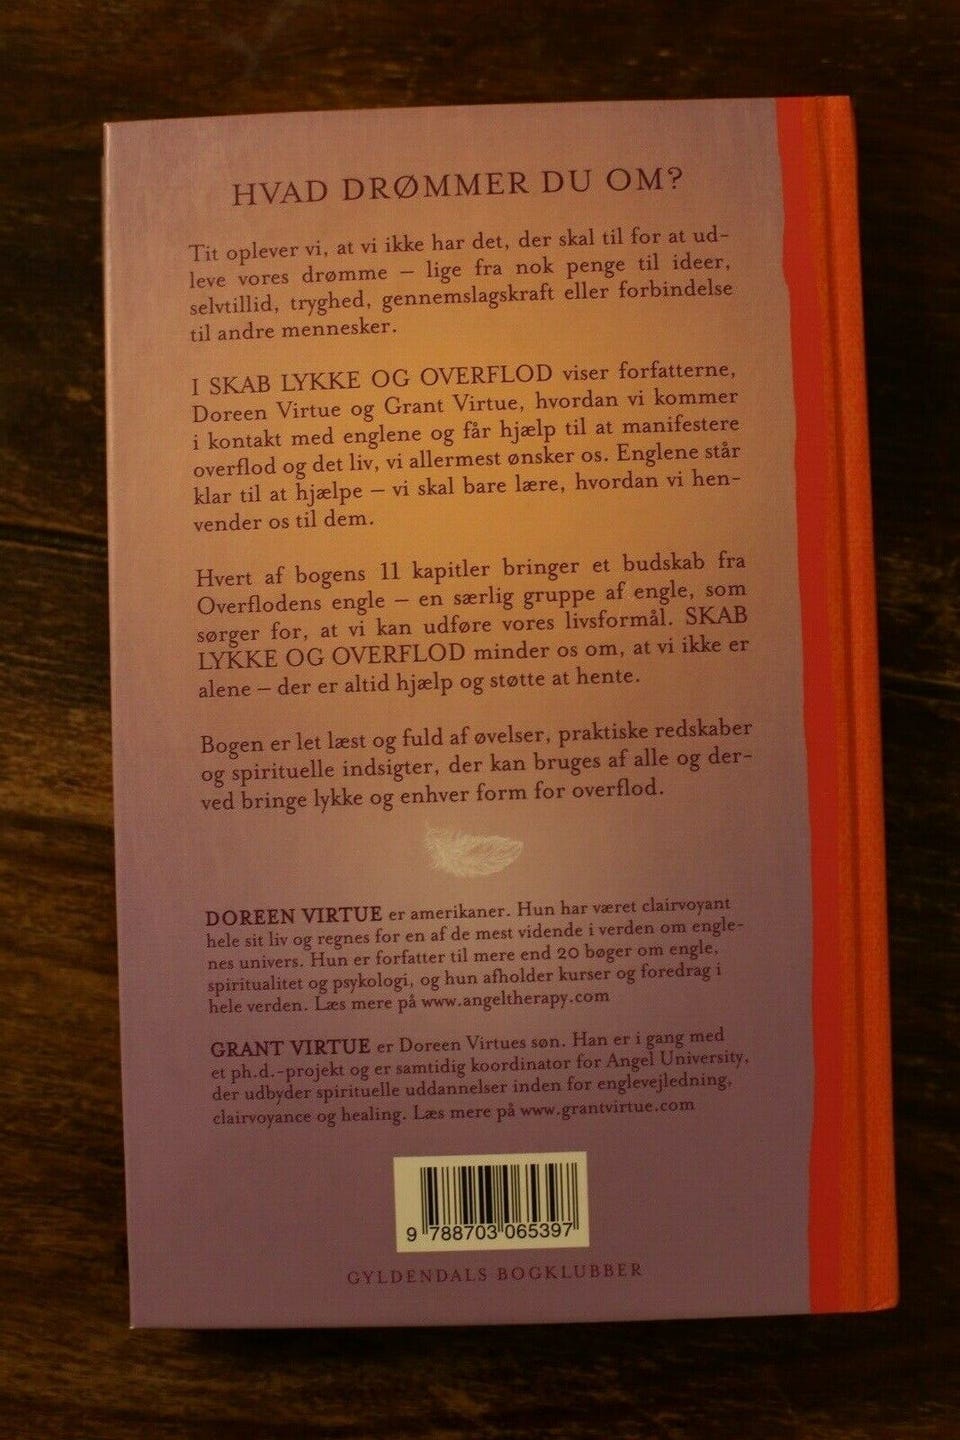 HVAD DRØMMER DU OM?
Tit oplever vi, at vi ikke har det, der skal til for at ud-
leve vores drømme – lige fra nok penge til ideer,
selvtillid, tryghed, gennemslagskraft eller forbindelse
til andre mennesker.
I SKAB LYKKE OG OVERFLOD viser forfatterne,
Doreen Virtue og Grant Virtue, hvordan vi kommer
i kontakt med englene og får hjælp til at manifestere
overflod og det liv, vi allermest ønsker os. Englene står
klar til at hjælpe – vi skal bare lære, hvordan vi hen-
vender os til dem.
Hvert af bogens 11 kapitler bringer et budskab fra
Overflodens engle – en særlig gruppe af engle, som
sørger for, at vi kan udføre vores livsformål. SKAB
LYKKE OG OVERFLOD minder os om, at vi ikke er
alene – der er altid hjælp og støtte at hente.
Bogen er let læst og fuld af øvelser, praktiske redskaber
og spirituelle indsigter, der kan bruges af alle og der-
ved bringe lykke og enhver form for overflod.
DOREEN VIRTUE er amerikaner. Hun har været clairvoyant
hele sit liv og regnes for en af de mest vidende i verden om engle-
nes univers. Hun er forfatter til mere end 20 bøger om engle,
spiritualitet og psykologi, og hun afholder kurser og foredrag i
hele verden. Læs mere på www.angeltherapy.com
GRANT VIRTUE er Doreen Virtues søn. Han er i gang med
et ph.d.-projekt og er samtidig koordinator for Angel University,
der udbyder spirituelle uddannelser inden for englevejledning,
clairvoyance og healing. Læs mere på www.grantvirtue.com
9 788703 065397
GYLDENDALS BOGKLUBBER